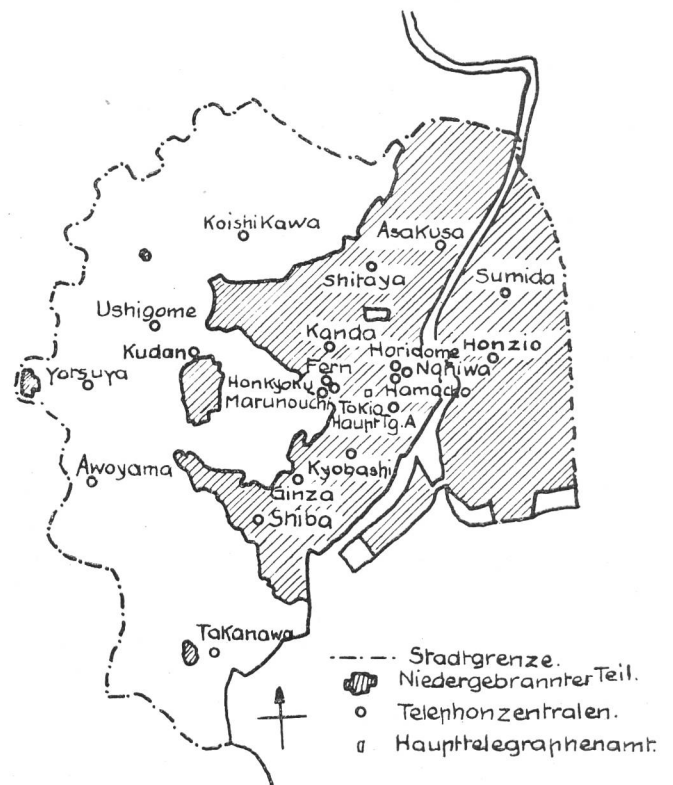 KoishiKawa
Asakusa
Shitaya
Sumida
Ushigome
Kanda
Kudan
Horidome
Honzio
Yotsuya
Fern
Naniwa
Honkyoku
Hamacho
Marunouchi
Tokio
Haupt Tg. A
Awoyama
Kyobashi
Ginza
Shiba
Takanawa
Stadtgrenze.
Niedergebrannter Teil.
Telephonzentralen.
Haupttelegraphenamt.